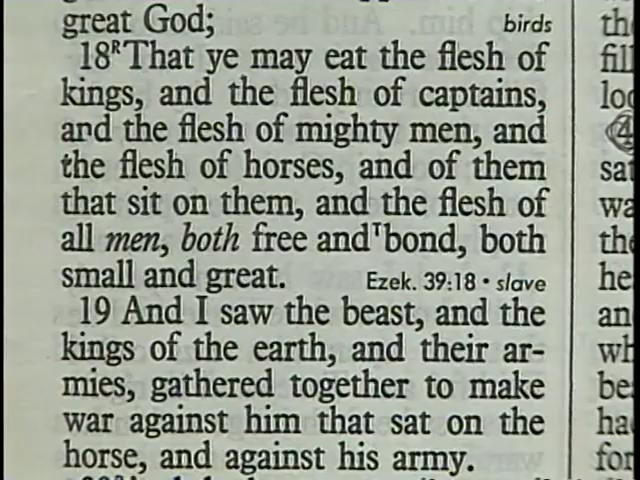 great God; birds
18RThat ye may eat the flesh of
kings, and the flesh of captains,
and the flesh of mighty men, and
the flesh of horses, and of them
that sit on them, and the flesh of
all men, both free andTbond, both
small and great. Ezek. 39:18 • slave
19 And I saw the beast, and the
kings of the earth, and their ar-
mies, gathered together to make
war against him that sat on the
horse, and against his army.